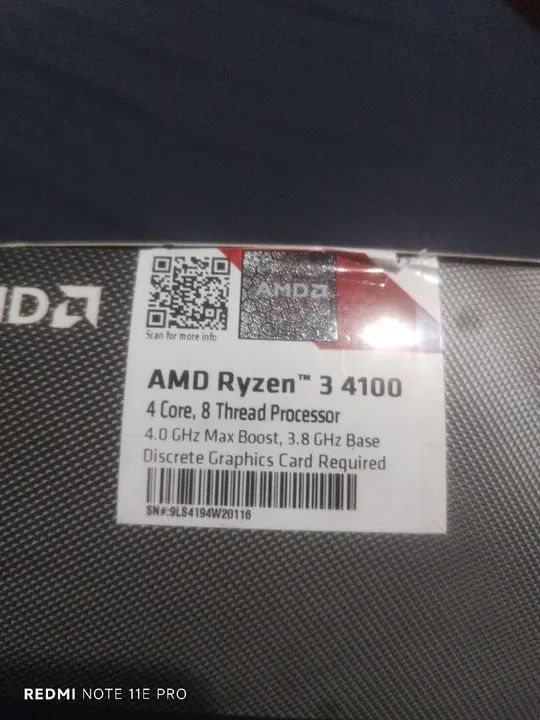 AMD
AMD
Scan for more info
AMD Ryzen™ 3 4100
4 Core, 8 Thread Processor
4.0 GHz Max Boost, 3.8 GHz Base
Discrete Graphics Card Required
SN#:9LS4194W20116
REDMI NOTE 11E PRO